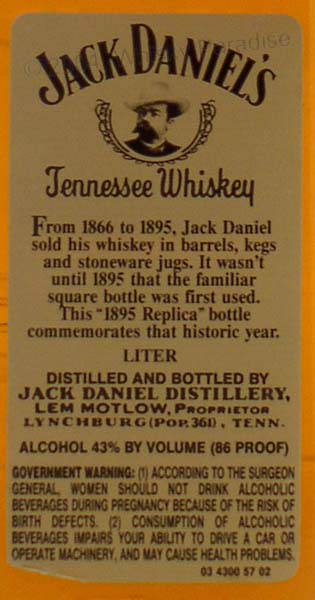 JACK DANIEL'S
Tennessee Whiskey
From 1866 to 1895, Jack Daniel
sold his whiskey in barrels, kegs
and stoneware jugs. It wasn't
until 1895 that the familiar
square bottle was first used.
This "1895 Replica" bottle
commemorates that historic year.
LITER
DISTILLED AND BOTTLED BY
JACK DANIEL DISTILLERY,
LEM MOTLOW, PROPRIETOR
LYNCHBURG (POP. 361), TENN.
ALCOHOL 43% BY VOLUME (86 PROOF)
GOVERNMENT WARNING: (1) ACCORDING TO THE SURGEON
GENERAL, WOMEN SHOULD NOT DRINK ALCOHOLIC
BEVERAGES DURING PREGNANCY BECAUSE OF THE RISK OF
BIRTH DEFECTS. (2) CONSUMPTION OF ALCOHOLIC
BEVERAGES IMPAIRS YOUR ABILITY TO DRIVE A CAR OR
OPERATE MACHINERY, AND MAY CAUSE HEALTH PROBLEMS.
03 4300 57 02